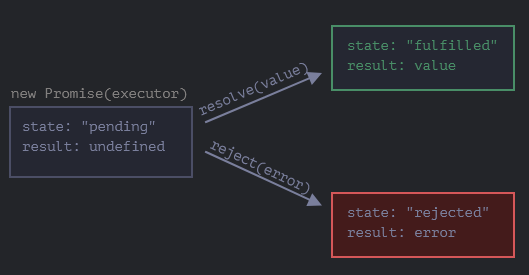 new Promise(executor)
state: "pending"
result: undefined
resolve(value)
state: "fulfilled"
result: value
reject(error)
state: "rejected"
result: error